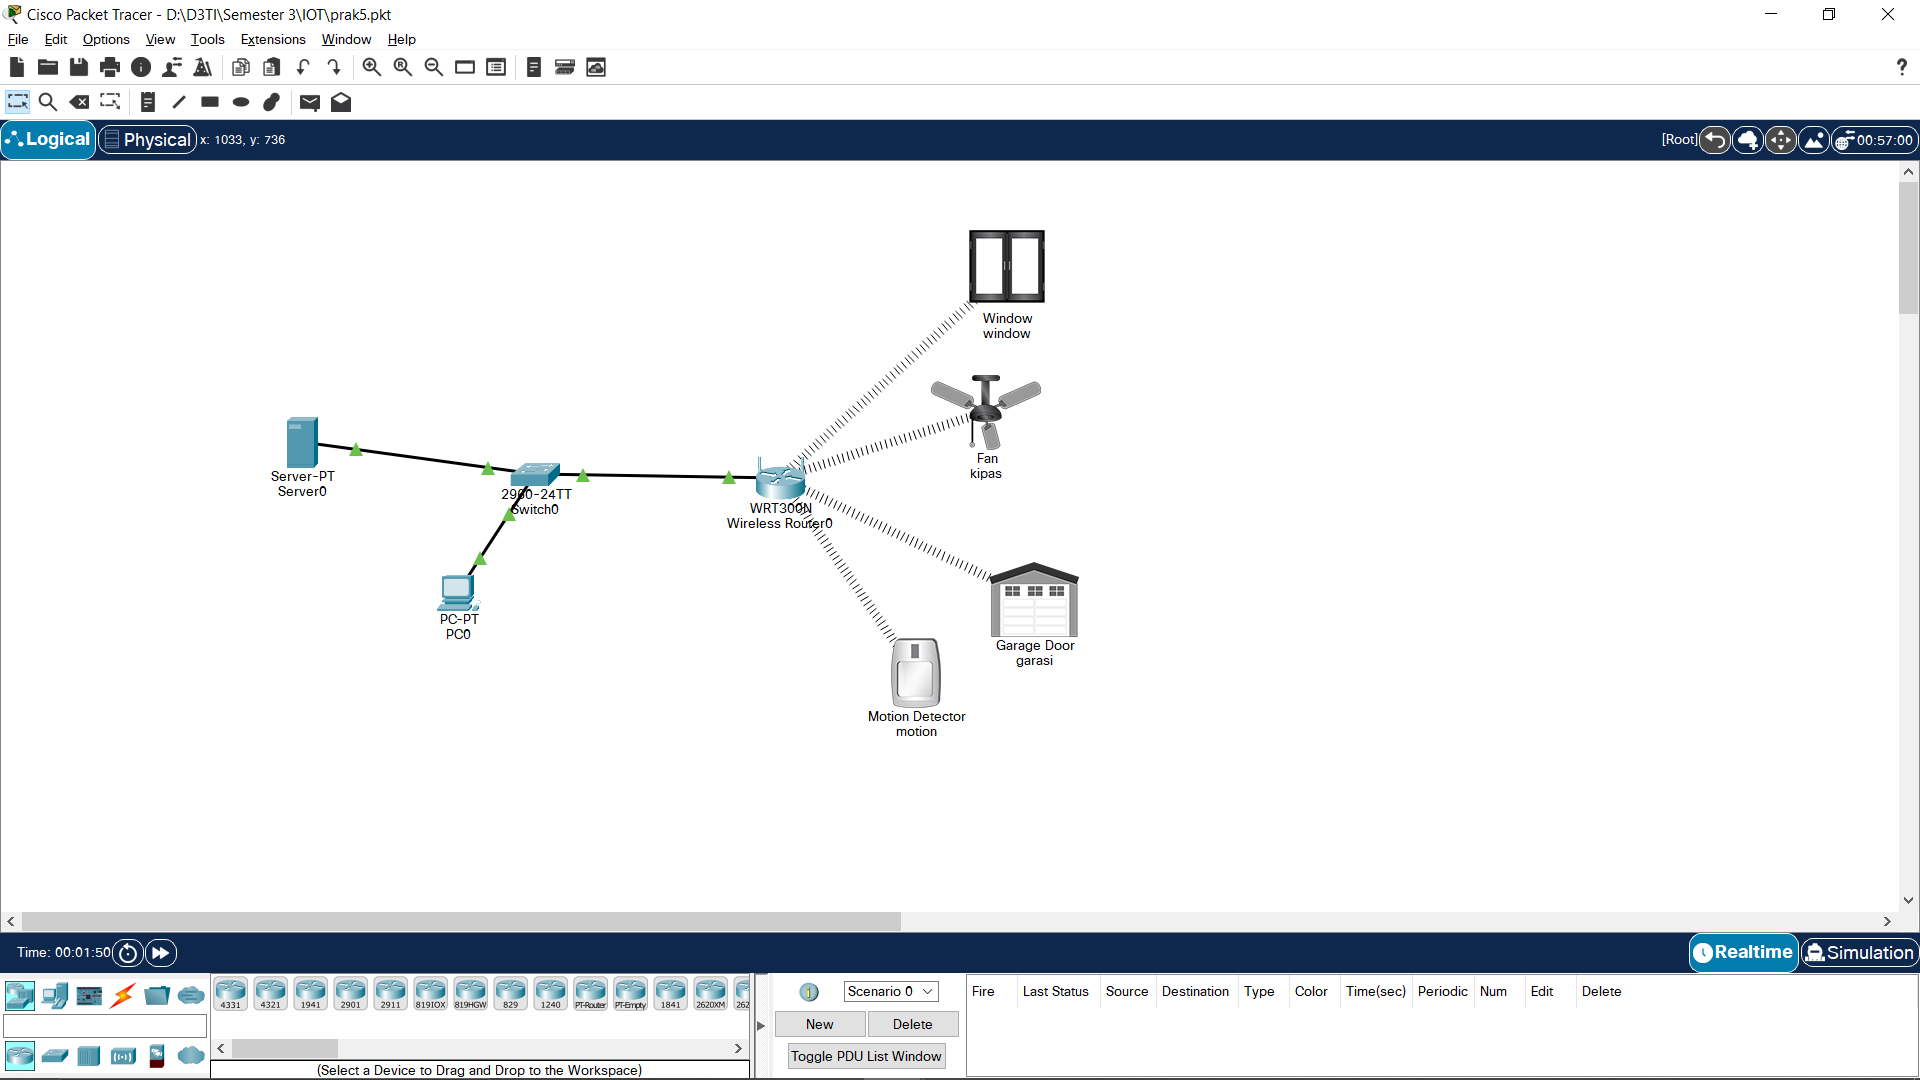 Cisco Packet Tracer - D:\D3TI\Semester 3\IOT\prak5.pkt
File Edit Options View Tools Extensions Window Help
Logical Physical x: 1033, y: 736 [Root] 00:57:00
Window
window
Fan
kipas
Server-PT
Server0
2960-24TT
Switch0
WRT300N
Wireless Router0
PC-PT
PC0
Garage Door
garasi
Motion Detector
motion
Time: 00:01:50 Realtime Simulation
4331 4321 1941 2901 2911 819IOX 819HGW 829 1240 PT-Router PT-Empty 1841 2620XM 262
Scenario 0
New Delete
Toggle PDU List Window
Fire Last Status Source Destination Type Color Time(sec) Periodic Num Edit Delete
(Select a Device to Drag and Drop to the Workspace)